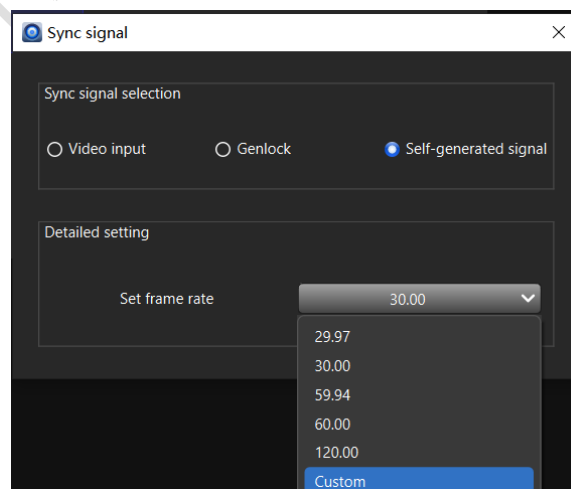 Sync signal
Sync signal selection
Video input Genlock Self-generated signal
Detailed setting
Set frame rate 30.00
29.97
30.00
59.94
60.00
120.00
Custom